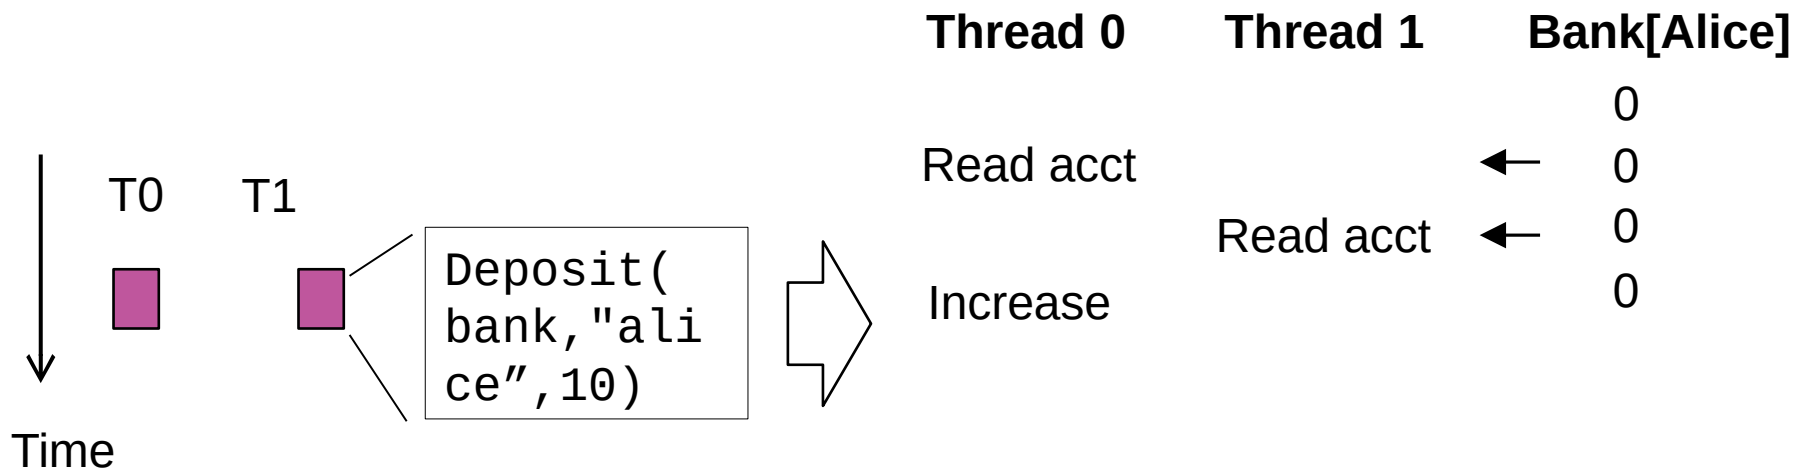 Thread 0 Thread 1 Bank[Alice]
0
Read acct 0
T0 T1
Read acct 0
Deposit(
bank,"ali
ce”,10)
Increase 0
Time